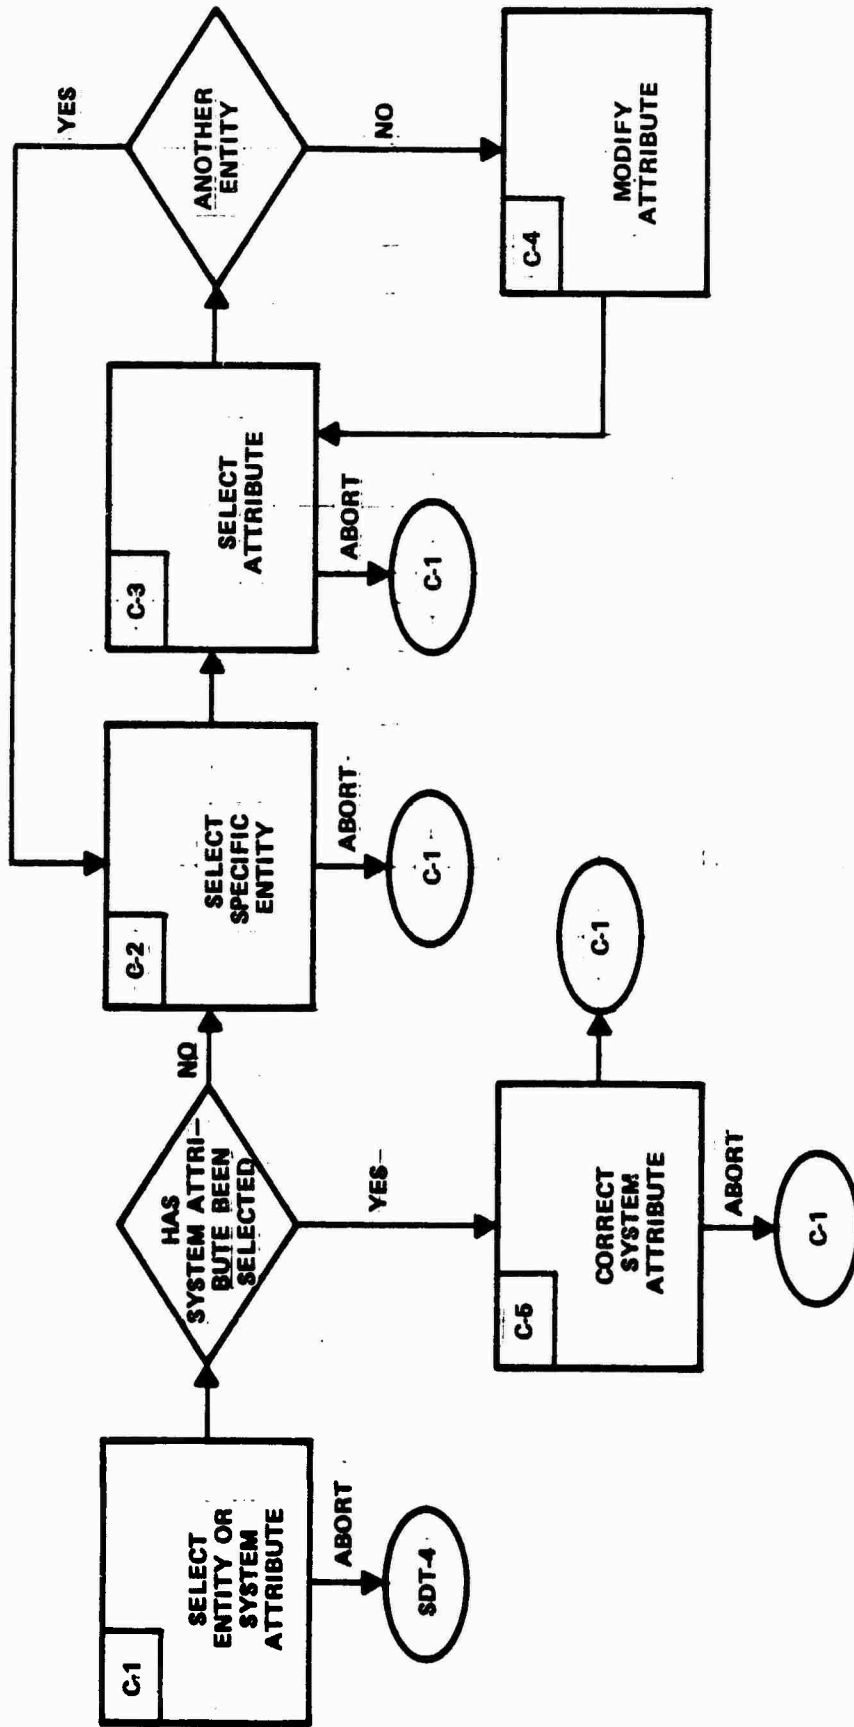 C-1
SELECT
ENTITY OR
SYSTEM
ATTRIBUTE
ABORT
SDT-4
HAS
SYSTEM ATTRI-
BUTE BEEN
SELECTED
NO
YES
C-2
SELECT
SPECIFIC
ENTITY
ABORT
C-1
C-3
SELECT
ATTRIBUTE
ABORT
C-1
ANOTHER
ENTITY
YES
NO
C-4
MODIFY
ATTRIBUTE
C-5
CORRECT
SYSTEM
ATTRIBUTE
ABORT
C-1
C-1